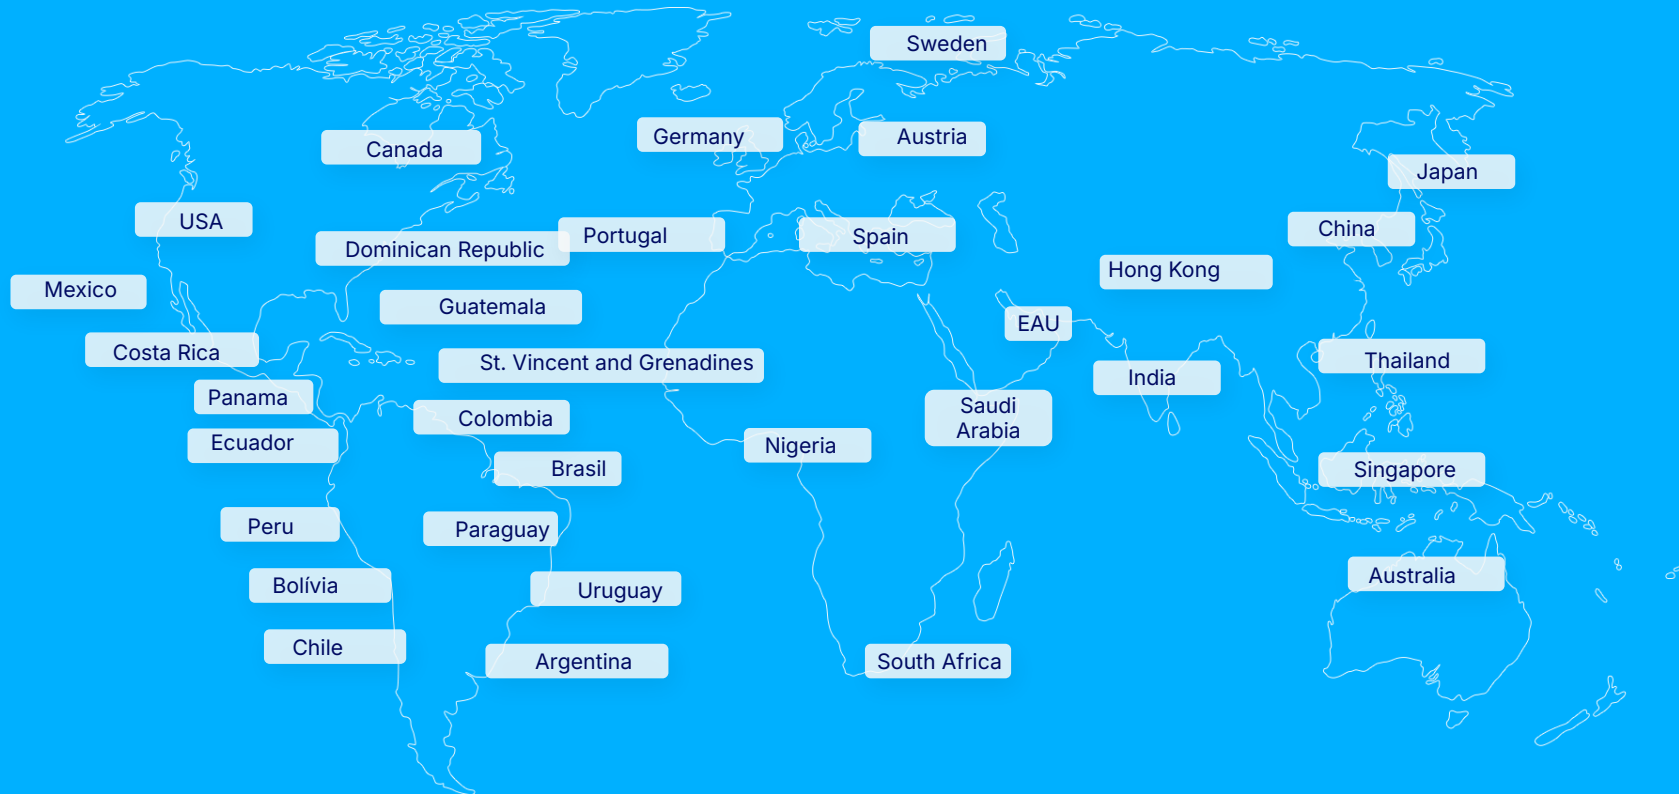 Sweden
Germany
Austria
Canada
Japan
USA
China
Portugal
Spain
Dominican Republic
Hong Kong
Mexico
Guatemala
EAU
Costa Rica
Thailand
St. Vincent and Grenadines
India
Panama
Saudi
Arabia
Colombia
Ecuador
Nigeria
Brasil
Singapore
Peru
Paraguay
Australia
Bolívia
Uruguay
Chile
Argentina
South Africa